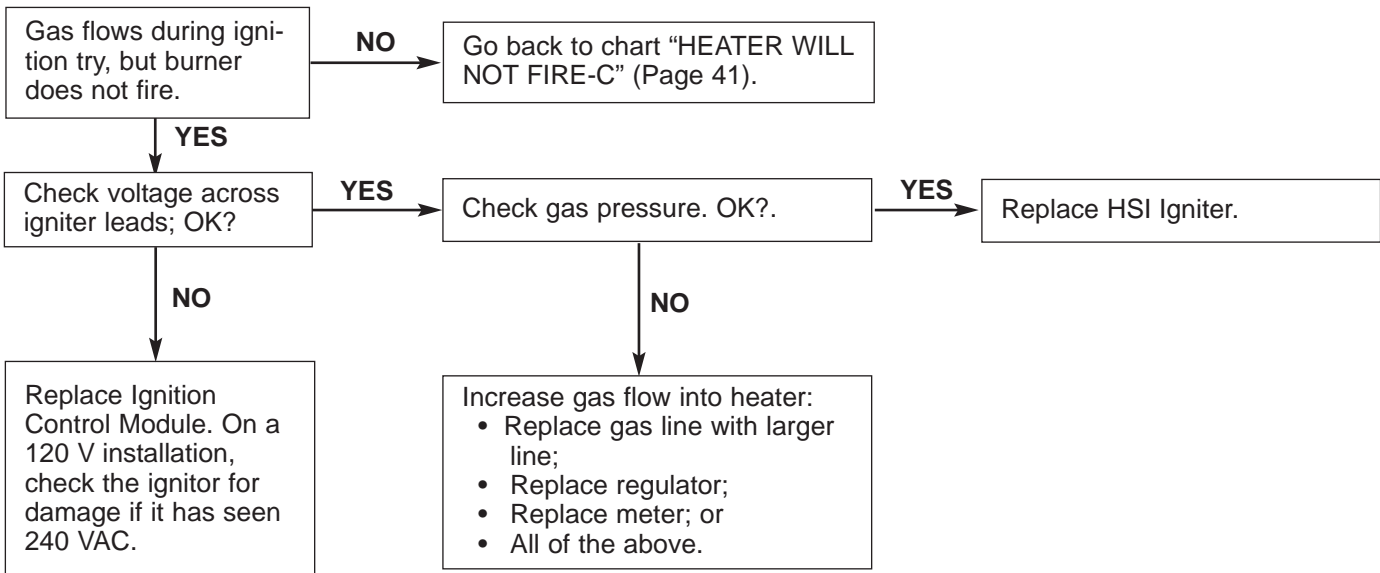 Gas flows during igni-
tion try, but burner
does not fire.
NO
Go back to chart “HEATER WILL
NOT FIRE-C” (Page 41).
YES
Check voltage across
igniter leads; OK?
YES
Check gas pressure. OK?.
YES
Replace HSI Igniter.
NO
NO
Replace Ignition
Control Module. On a
120 V installation,
check the ignitor for
damage if it has seen
240 VAC.
Increase gas flow into heater:
• Replace gas line with larger
line;
• Replace regulator;
• Replace meter; or
• All of the above.